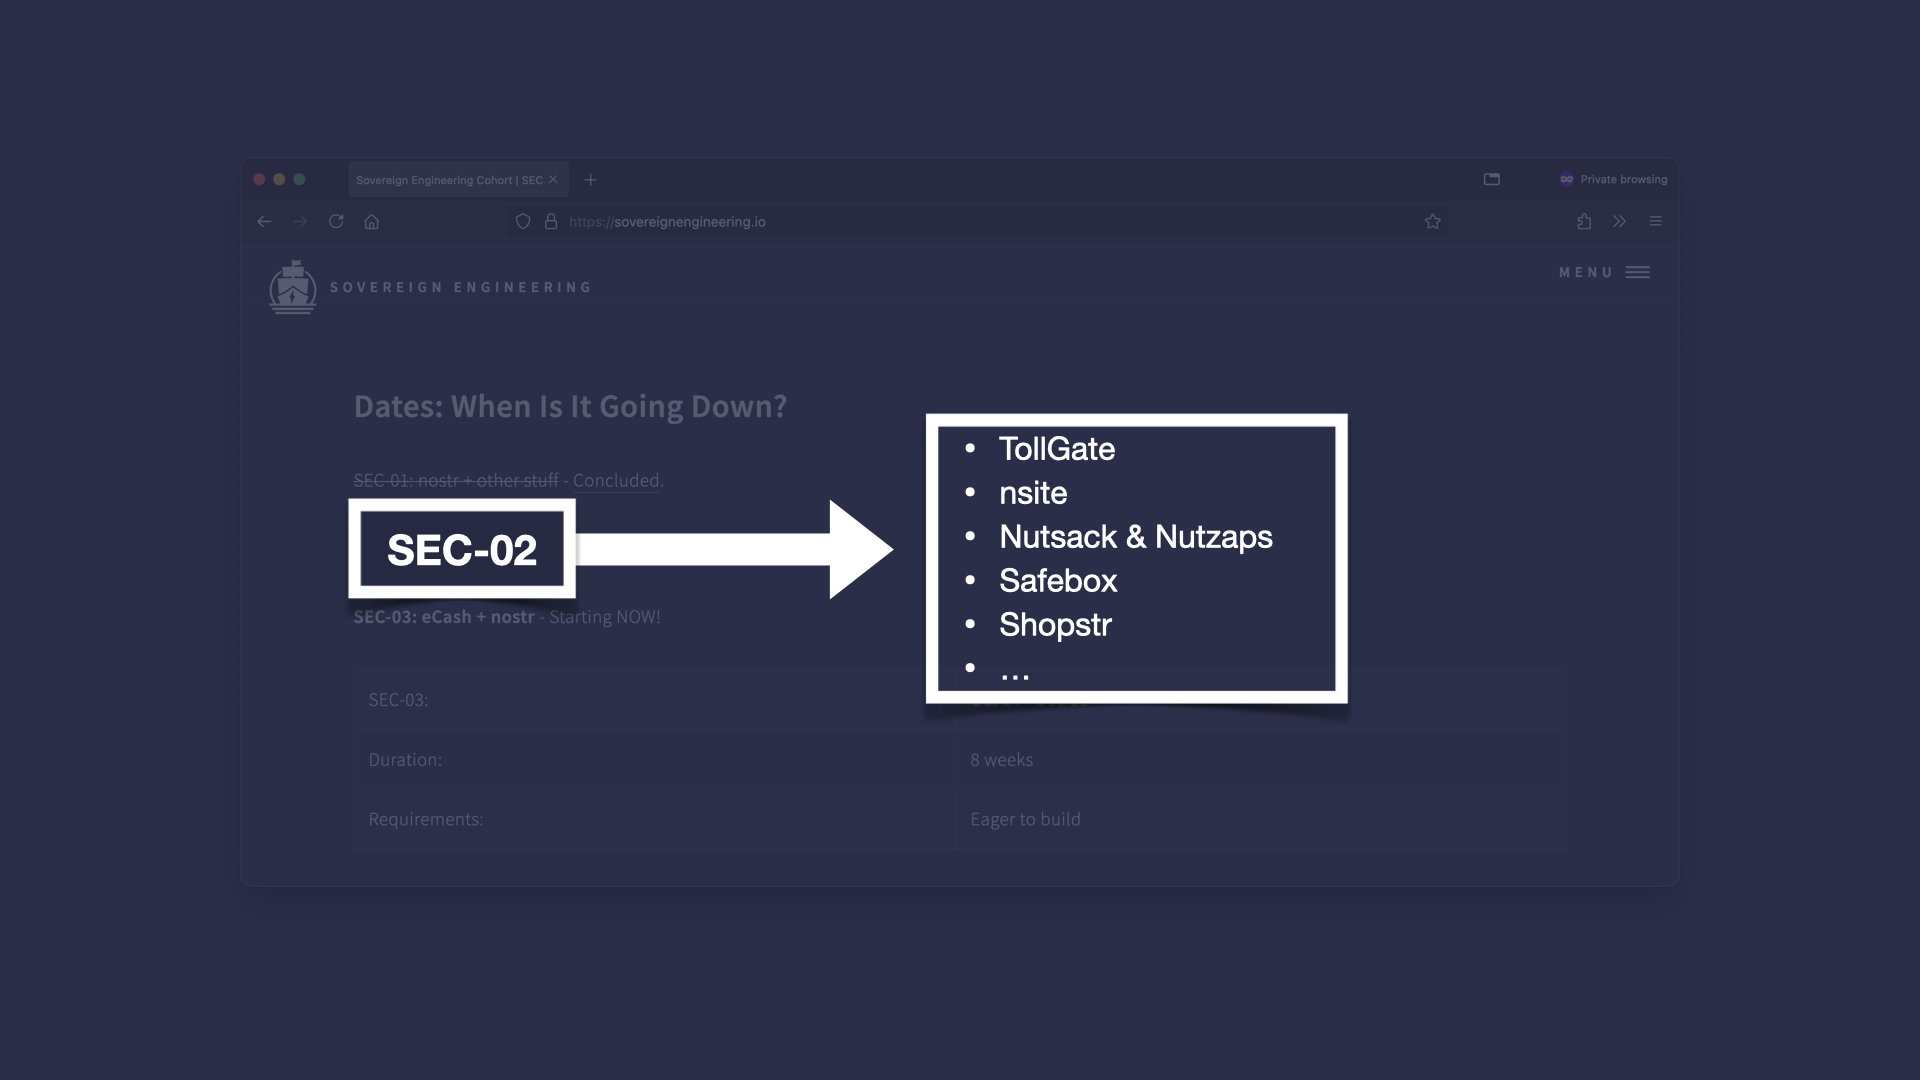 Sovereign Engineering Cohort | SEC
Private browsing
https://sovereignengineering.io
SOVEREIGN ENGINEERING
MENU
Dates: When Is It Going Down?
SEC-01: nostr + other stuff - Concluded.
SEC-02
SEC-03: eCash + nostr - Starting NOW!
• TollGate
• nsite
• Nutsack & Nutzaps
• Safebox
• Shopstr
• ...
SEC-03:
Duration:
8 weeks
Requirements:
Eager to build